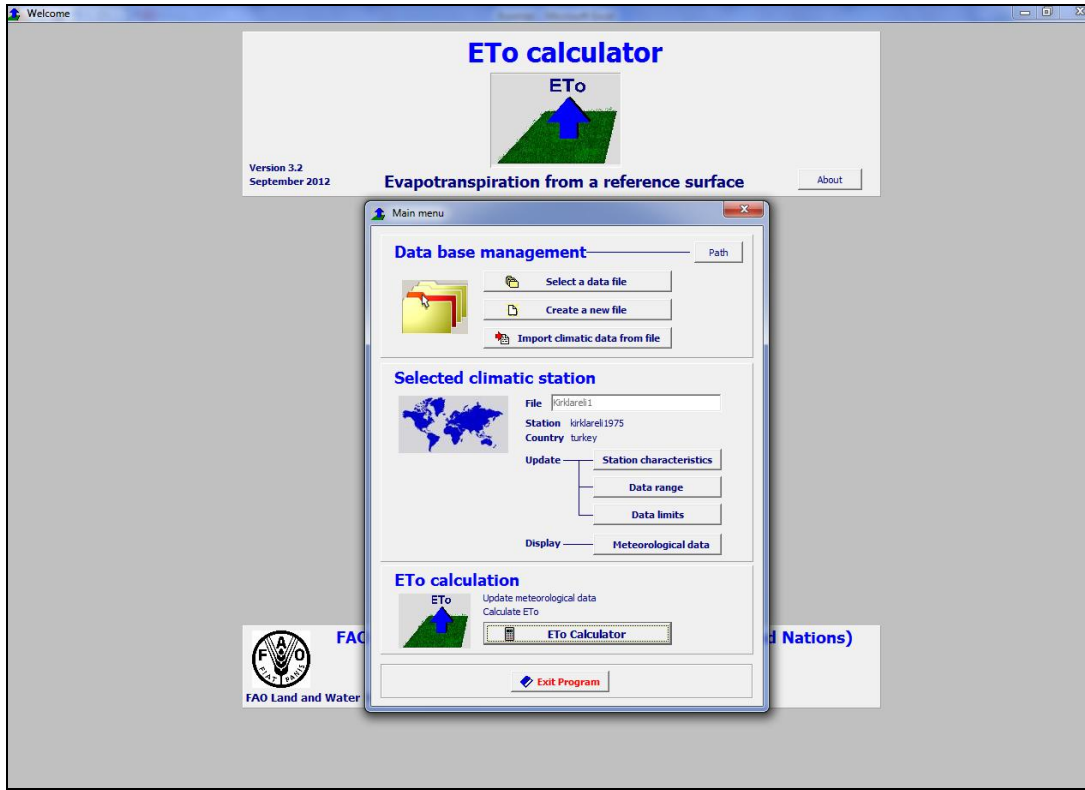 Welcome
ETo calculator
ETo
Version 3.2
September 2012
Evapotranspiration from a reference surface
About
Main menu
Data base management
Path
Select a data file
Create a new file
Import climatic data from file
Selected climatic station
File Kirklareli1
Station kirklareli1975
Country turkey
Update
Station characteristics
Data range
Data limits
Display
Meteorological data
ETo calculation
ETo
Update meteorological data
Calculate ETo
ETo Calculator
Exit Program
FAO
d Nations)
FAO
FIAT PANIS
FAO Land and Water